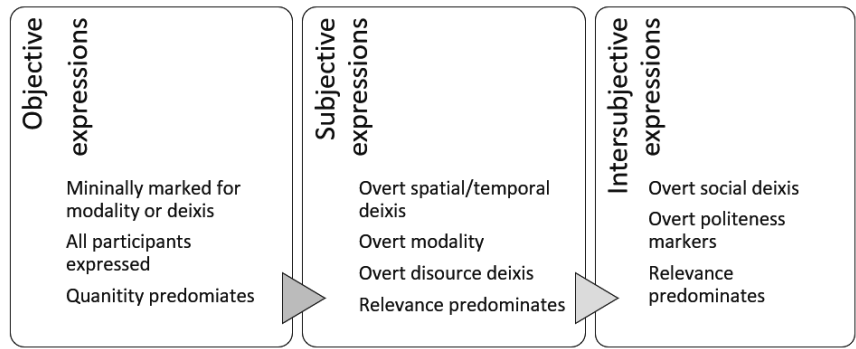 Objective
expressions
Mininally marked for
modality or deixis
All participants
expressed
Quanitity predomiates
Subjective
expressions
Overt spatial/temporal
deixis
Overt modality
Overt disource deixis
Relevance predominates
Intersubjective
expressions
Overt social deixis
Overt politeness
markers
Relevance
predominates